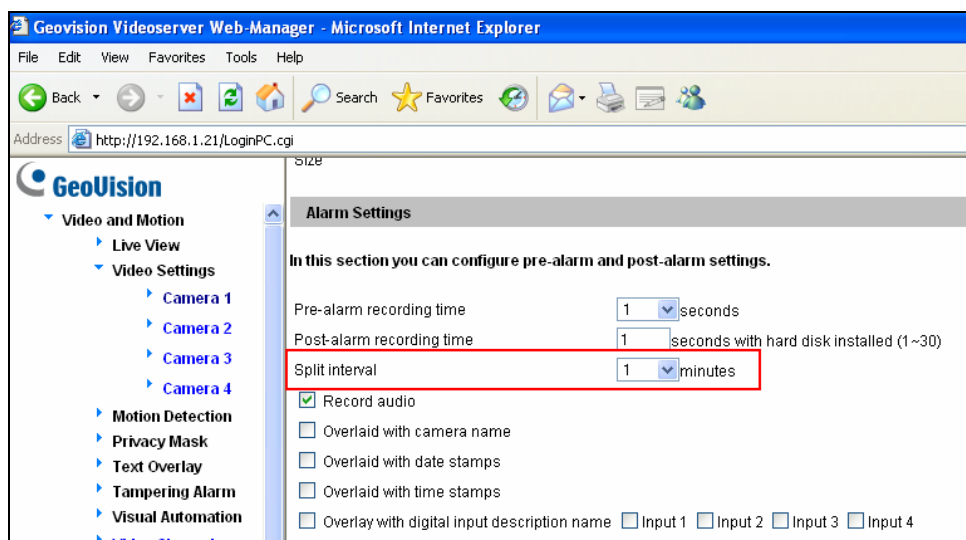 Geovision Videoserver Web-Manager - Microsoft Internet Explorer
File Edit View Favorites Tools Help
Back Search Favorites
Address http://192.168.1.21/LoginPC.cgi
GeoVision
Video and Motion
Live View
Video Settings
Camera 1
Camera 2
Camera 3
Camera 4
Motion Detection
Privacy Mask
Text Overlay
Tampering Alarm
Visual Automation
Size
Alarm Settings
In this section you can configure pre-alarm and post-alarm settings.
Pre-alarm recording time 1 seconds
Post-alarm recording time 1 seconds with hard disk installed (1~30)
Split interval 1 minutes
Record audio
Overlaid with camera name
Overlaid with date stamps
Overlaid with time stamps
Overlay with digital input description name Input 1 Input 2 Input 3 Input 4